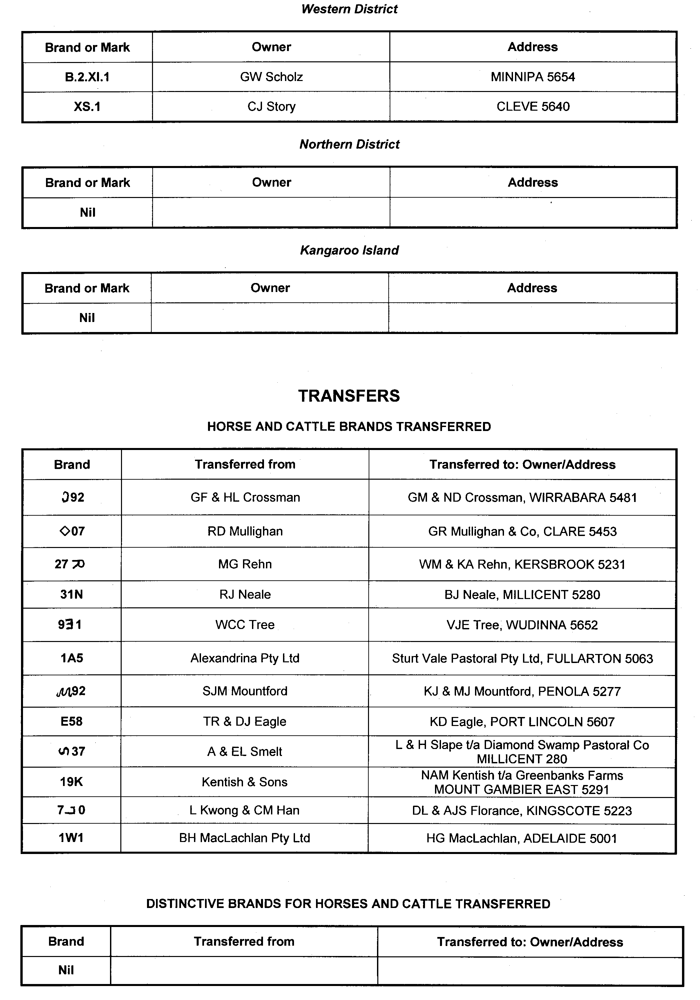 Western District
Brand or Mark Owner Address
B.2.XI.1 GW Scholz MINNIPA 5654
XS.1 CJ Story CLEVE 5640
Northern District
Brand or Mark Owner Address
Nil
Kangaroo Island
Brand or Mark Owner Address
Nil
TRANSFERS
HORSE AND CATTLE BRANDS TRANSFERRED
Brand Transferred from Transferred to: Owner/Address
92 GF & HL Crossman GM & ND Crossman, WIRRABARA 5481
◇07 RD Mullighan GR Mullighan & Co, CLARE 5453
27 R MG Rehn WM & KA Rehn, KERSBROOK 5231
31N RJ Neale BJ Neale, MILLICENT 5280
9Ǝ1 WCC Tree VJE Tree, WUDINNA 5652
1A5 Alexandrina Pty Ltd Sturt Vale Pastoral Pty Ltd, FULLARTON 5063
M92 SJM Mountford KJ & MJ Mountford, PENOLA 5277
E58 TR & DJ Eagle KD Eagle, PORT LINCOLN 5607
S 37 A & EL Smelt L & H Slape t/a Diamond Swamp Pastoral Co
MILLICENT 280
19K Kentish & Sons NAM Kentish t/a Greenbanks Farms
MOUNT GAMBIER EAST 5291
7 0 L Kwong & CM Han DL & AJS Florance, KINGSCOTE 5223
1W1 BH MacLachlan Pty Ltd HG MacLachlan, ADELAIDE 5001
DISTINCTIVE BRANDS FOR HORSES AND CATTLE TRANSFERRED
Brand Transferred from Transferred to: Owner/Address
Nil